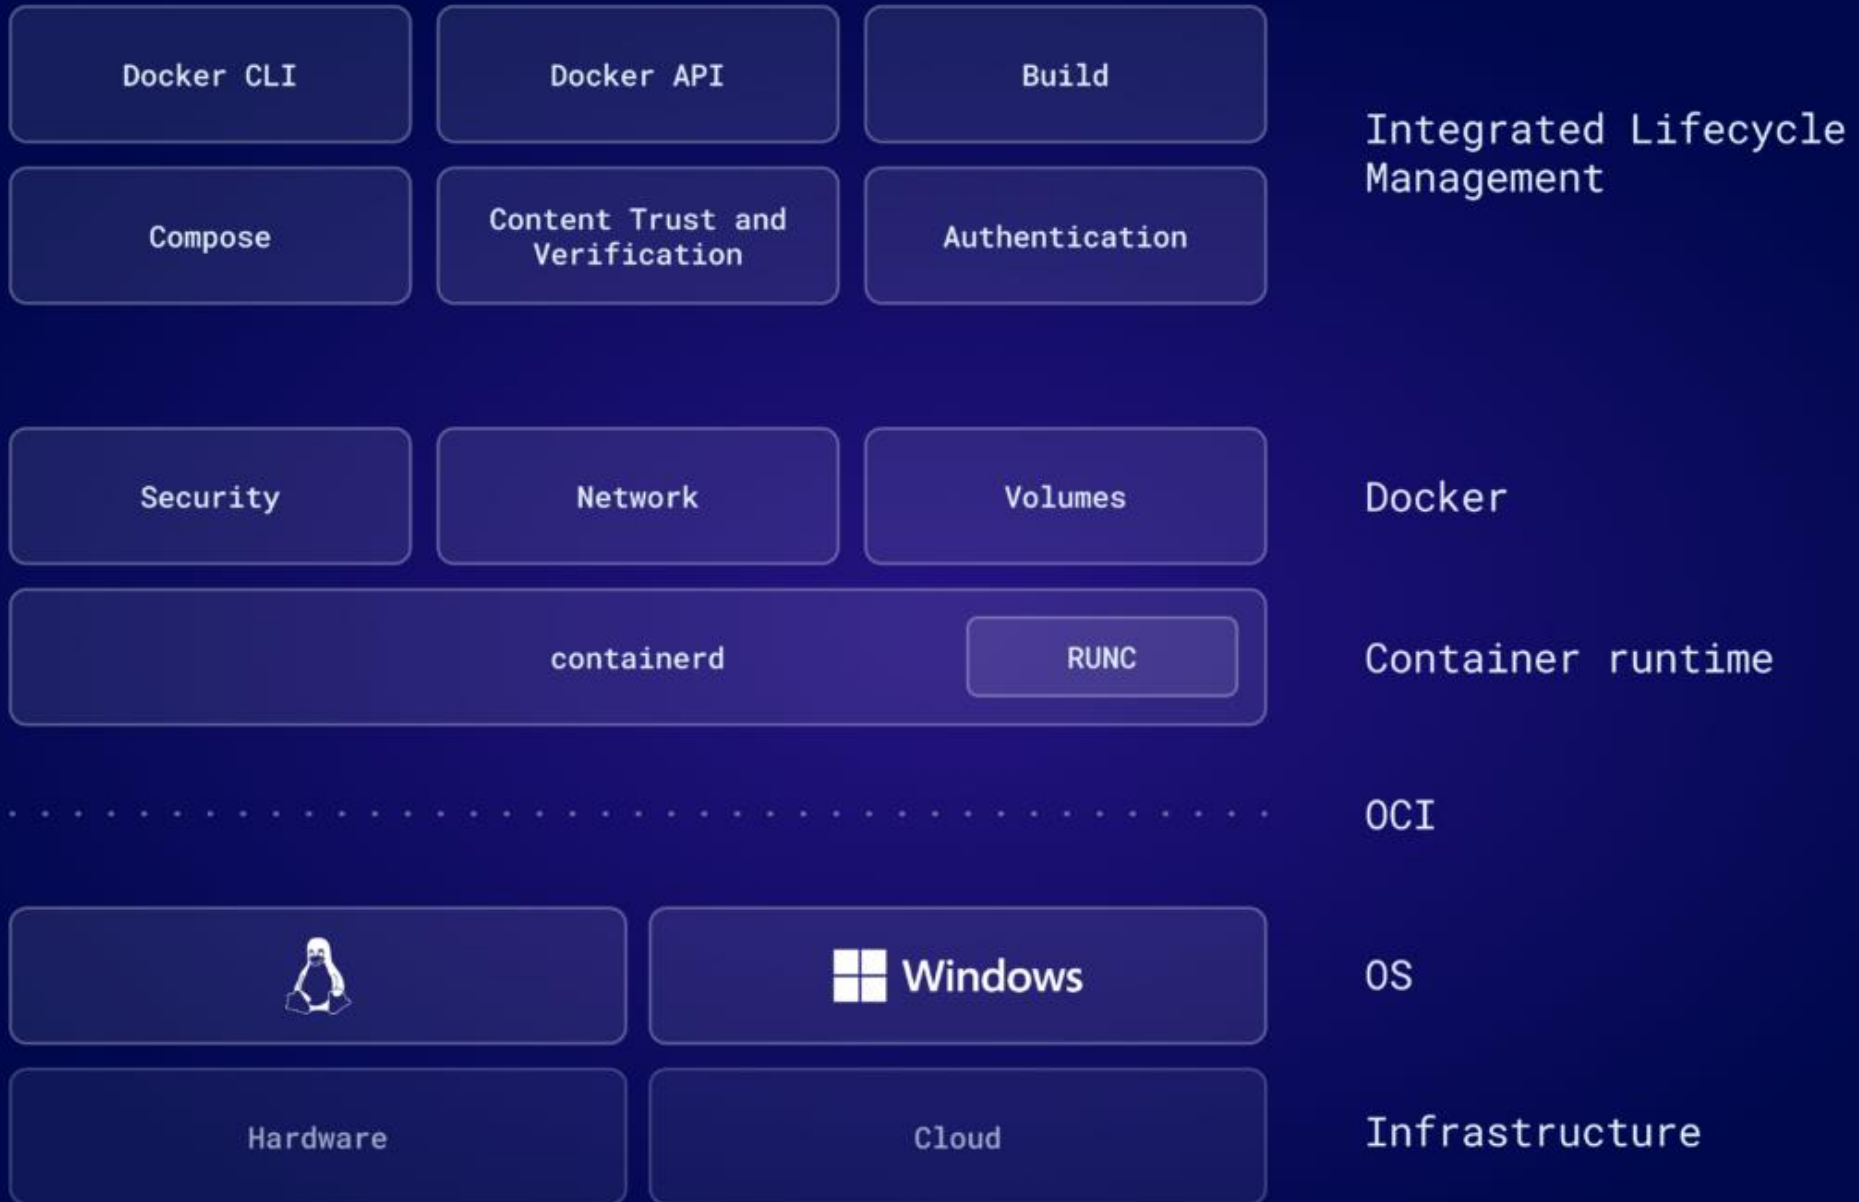 Docker CLI
Docker API
Build
Integrated Lifecycle
Management
Compose
Content Trust and
Verification
Authentication
Security
Network
Volumes
Docker
containerd
RUNC
Container runtime
OCI
Windows
OS
Hardware
Cloud
Infrastructure